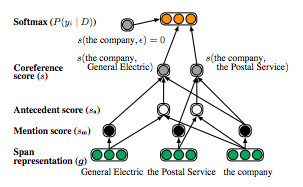 Softmax (P(yᵢ | D))
s(the company, ϵ) = 0
s(the company,
General Electric)
s(the company,
the Postal Service)
Coreference
score (s)
Antecedent score (sₐ)
Mention score (sₘ)
Span
representation (g)
General Electric the Postal Service the company